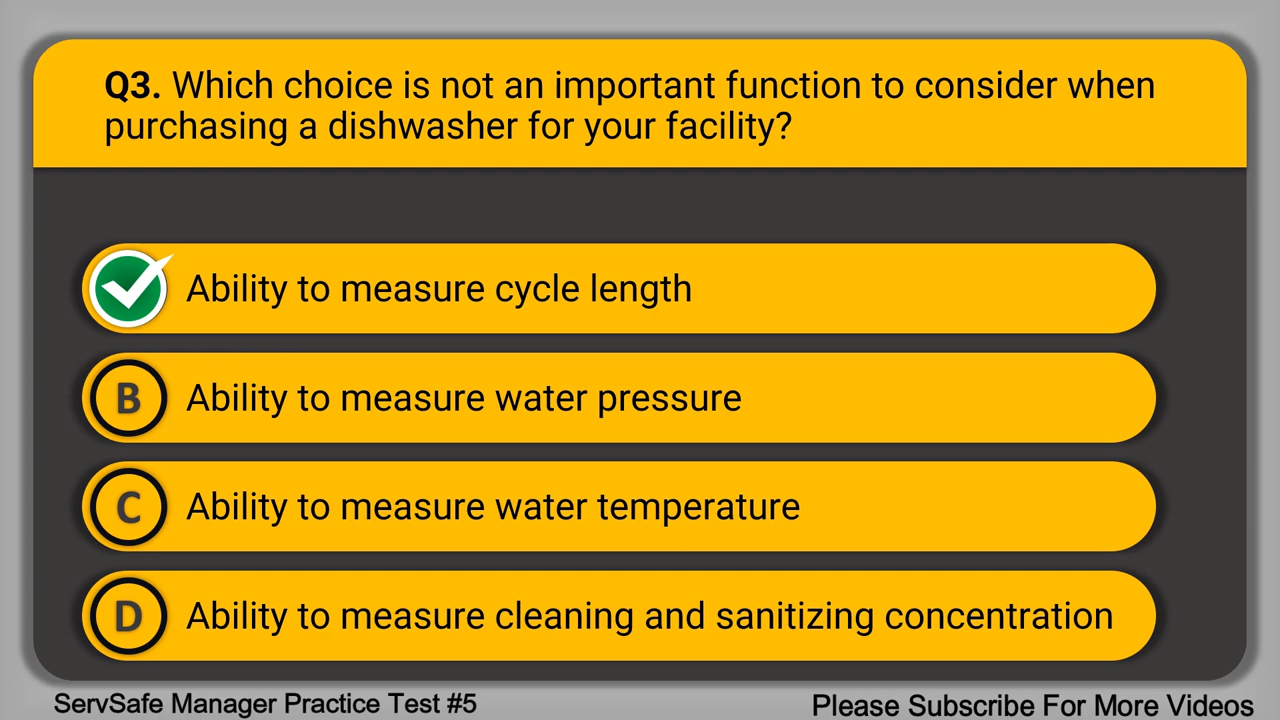 Q3. Which choice is not an important function to consider when
purchasing a dishwasher for your facility?
Ability to measure cycle length
B Ability to measure water pressure
C Ability to measure water temperature
D Ability to measure cleaning and sanitizing concentration
ServSafe Manager Practice Test #5
Please Subscribe For More Videos